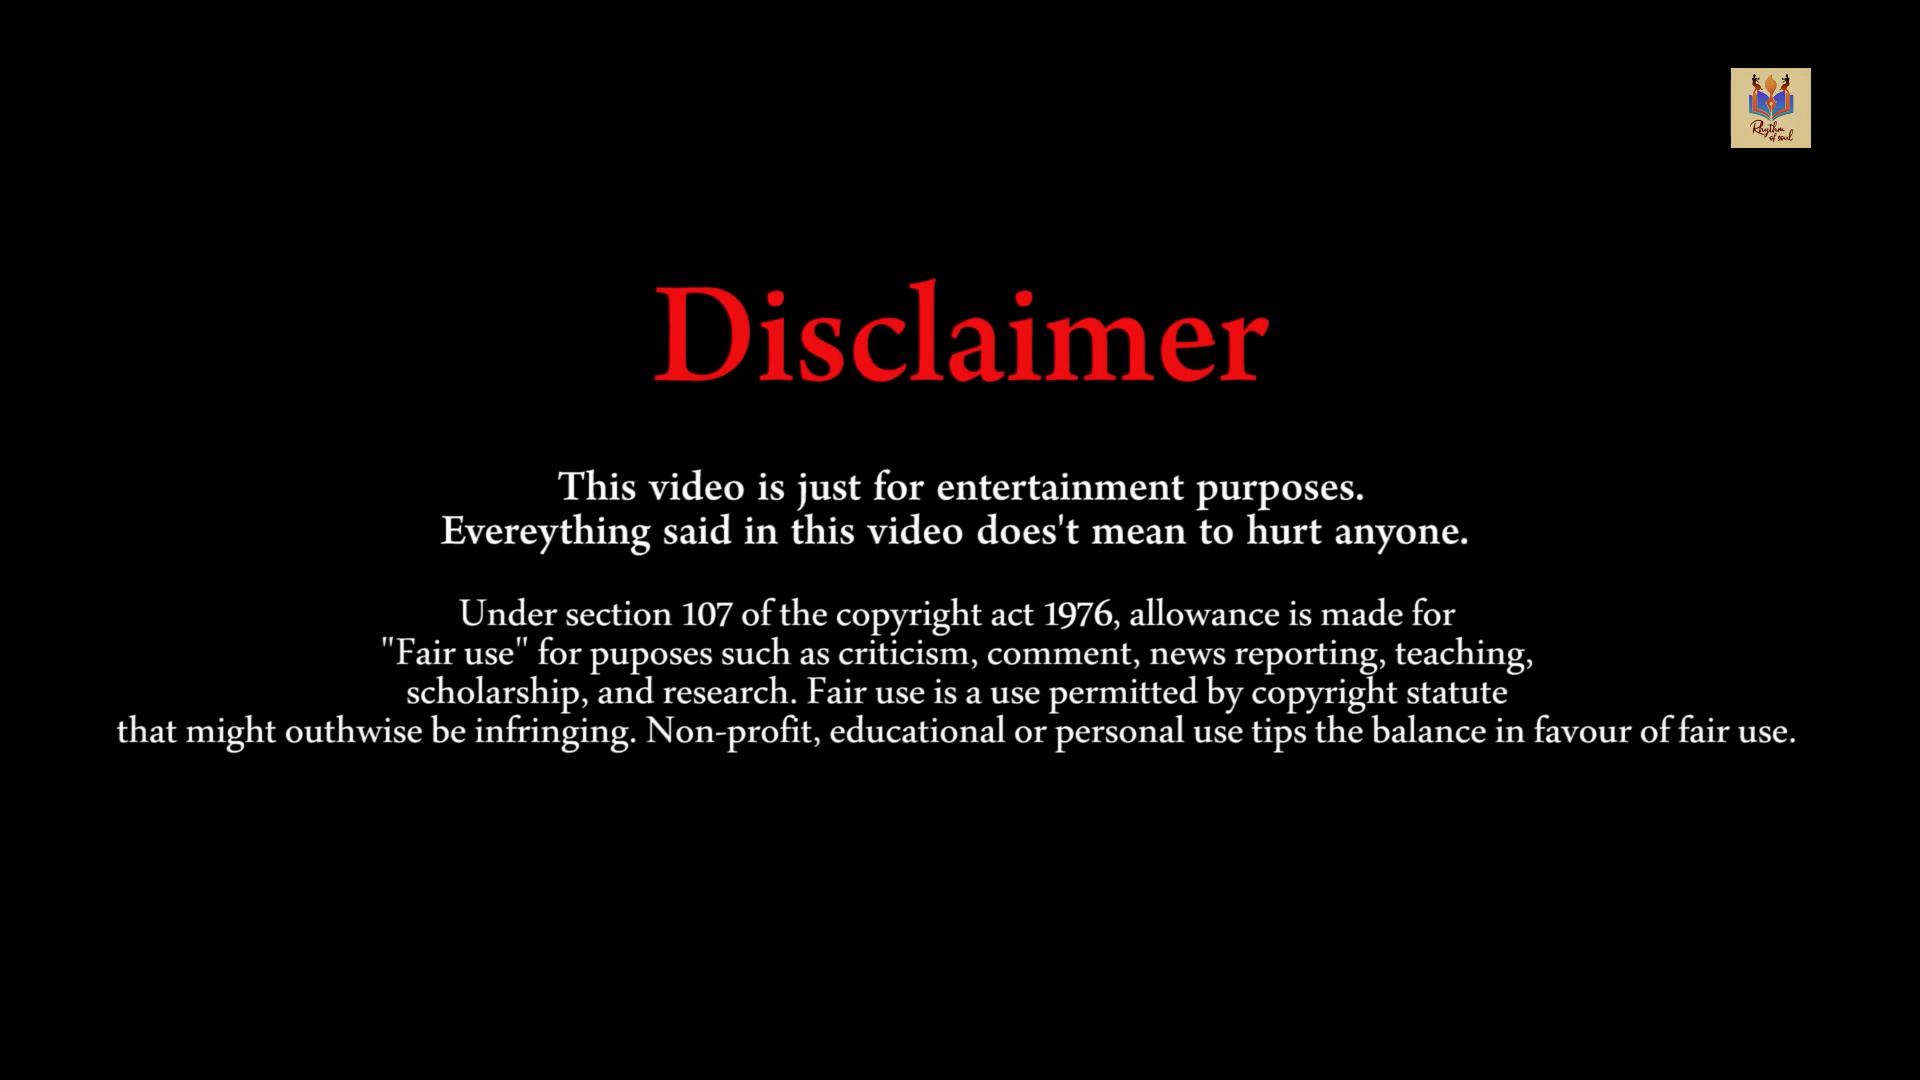 Rhythm
of soul
Disclaimer
This video is just for entertainment purposes.
Evereything said in this video does't mean to hurt anyone.
Under section 107 of the copyright act 1976, allowance is made for
"Fair use" for puposes such as criticism, comment, news reporting, teaching,
scholarship, and research. Fair use is a use permitted by copyright statute
that might outhwise be infringing. Non-profit, educational or personal use tips the balance in favour of fair use.